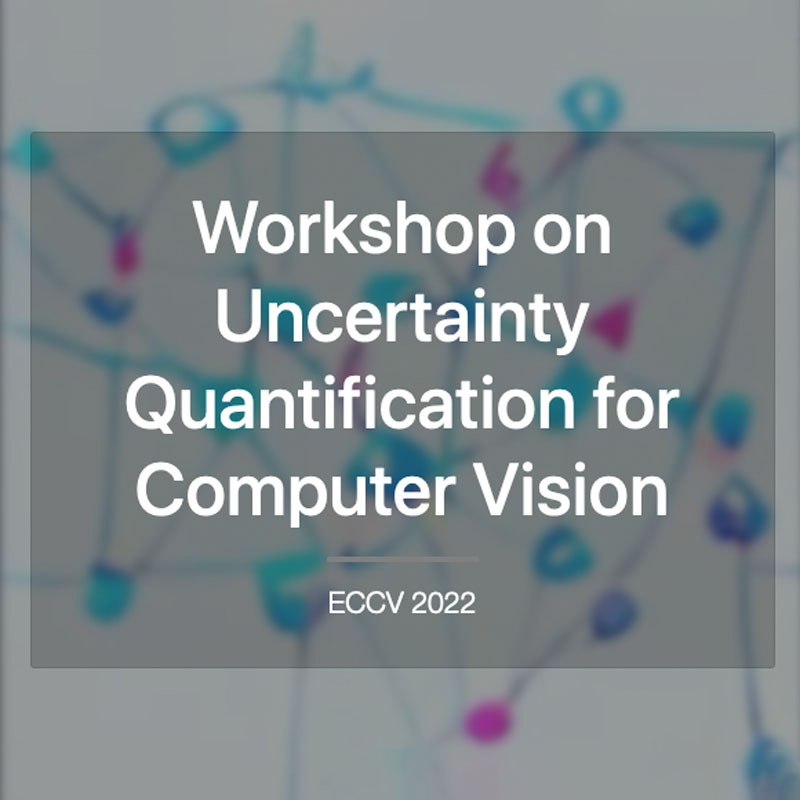 Workshop on
Uncertainty
Quantification for
Computer Vision
ECCV 2022